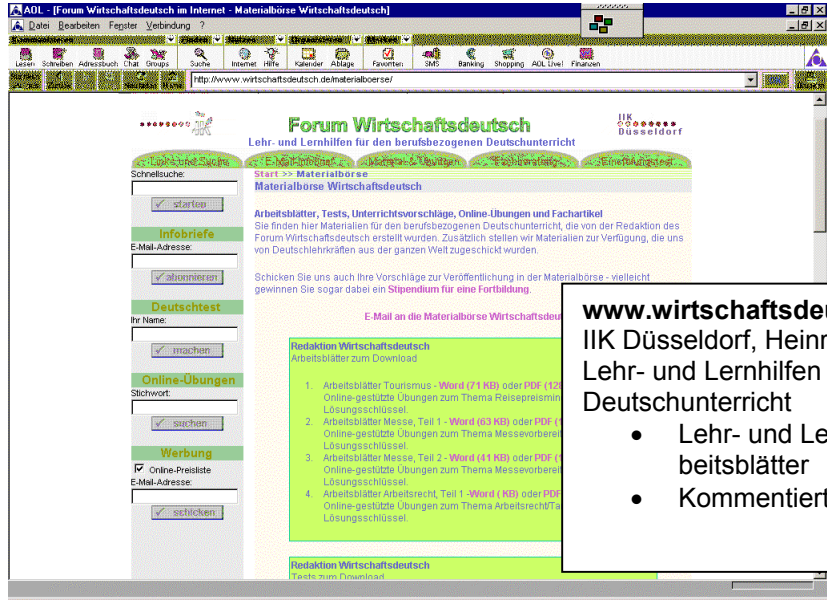 AOL - [Forum Wirtschaftsdeutsch im Internet - Materialbörse Wirtschaftsdeutsch]
Datei Bearbeiten Fenster Verbindung ?
Lesen Schreiben Adressbuch Chat Groups Suche Internet Hilfe Kalender Ablage Favoriten SMS Banking Shopping AOL Live! Finanzen
http://www.wirtschaftsdeutsch.de/materialboerse/
Forum Wirtschaftsdeutsch
IIK
Düsseldorf
Lehr- und Lernhilfen für den berufsbezogenen Deutschunterricht
Schnellsuche:
starten
Infobriefe
E-Mail-Adresse:
abonnieren
Deutschtest
Ihr Name:
machen
Online-Übungen
Stichwort:
suchen
Werbung
Online-Preisliste
E-Mail-Adresse:
schicken
Start >> Materialbörse
Materialbörse Wirtschaftsdeutsch
Arbeitsblätter, Tests, Unterrichtsvorschläge, Online-Übungen und Fachartikel
Sie finden hier Materialien für den berufsbezogenen Deutschunterricht, die von der Redaktion des
Forum Wirtschaftsdeutsch erstellt wurden. Zusätzlich stellen wir Materialien zur Verfügung, die uns
von Deutschlehrkräften aus der ganzen Welt zugeschickt wurden.
Schicken Sie uns auch Ihre Vorschläge zur Veröffentlichung in der Materialbörse - vielleicht
gewinnen Sie sogar dabei ein Stipendium für eine Fortbildung.
E-Mail an die Materialbörse Wirtschaftsdeu
Redaktion Wirtschaftsdeutsch
Arbeitsblätter zum Download
1. Arbeitsblätter Tourismus - Word (71 KB) oder PDF (128
Online-gestützte Übungen zum Thema Reisepreismin
Lösungsschlüssel.
2. Arbeitsblätter Messe, Teil 1 - Word (63 KB) oder PDF (1
Online-gestützte Übungen zum Thema Messevorberei
Lösungsschlüssel.
3. Arbeitsblätter Messe, Teil 2 - Word (41 KB) oder PDF (1
Online-gestützte Übungen zum Thema Messevorberei
Lösungsschlüssel.
4. Arbeitsblätter Arbeitsrecht, Teil 1 -Word ( KB) oder PDF
Online-gestützte Übungen zum Thema Arbeitsrecht/Ta
Lösungsschlüssel.
Redaktion Wirtschaftsdeutsch
Tests zum Download
www.wirtschaftsdeu
IIK Düsseldorf, Heinr
Lehr- und Lernhilfen
Deutschunterricht
• Lehr- und Le
beitsblätter
• Kommentiert